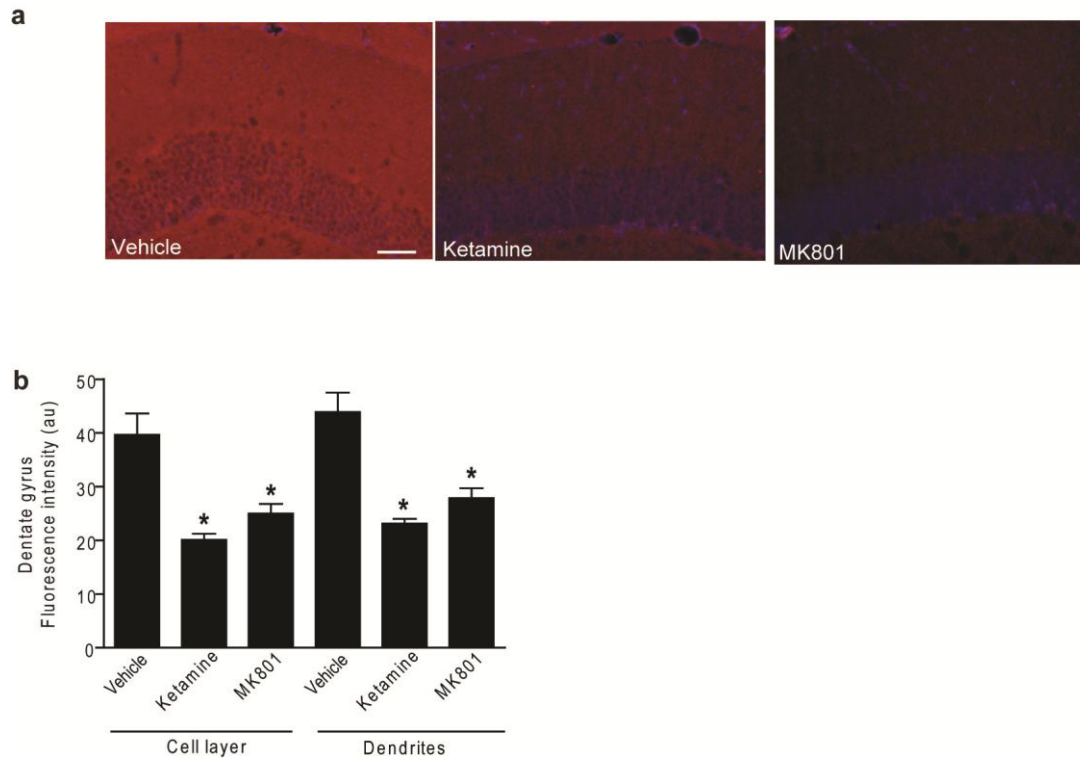 a
Vehicle
Ketamine
MK801
b
Dentate gyrus
Fluorescence intensity (au)
50
40
30
20
10
0
*
*
*
*
Vehicle
Ketamine
MK801
Vehicle
Ketamine
MK801
Cell layer
Dendrites